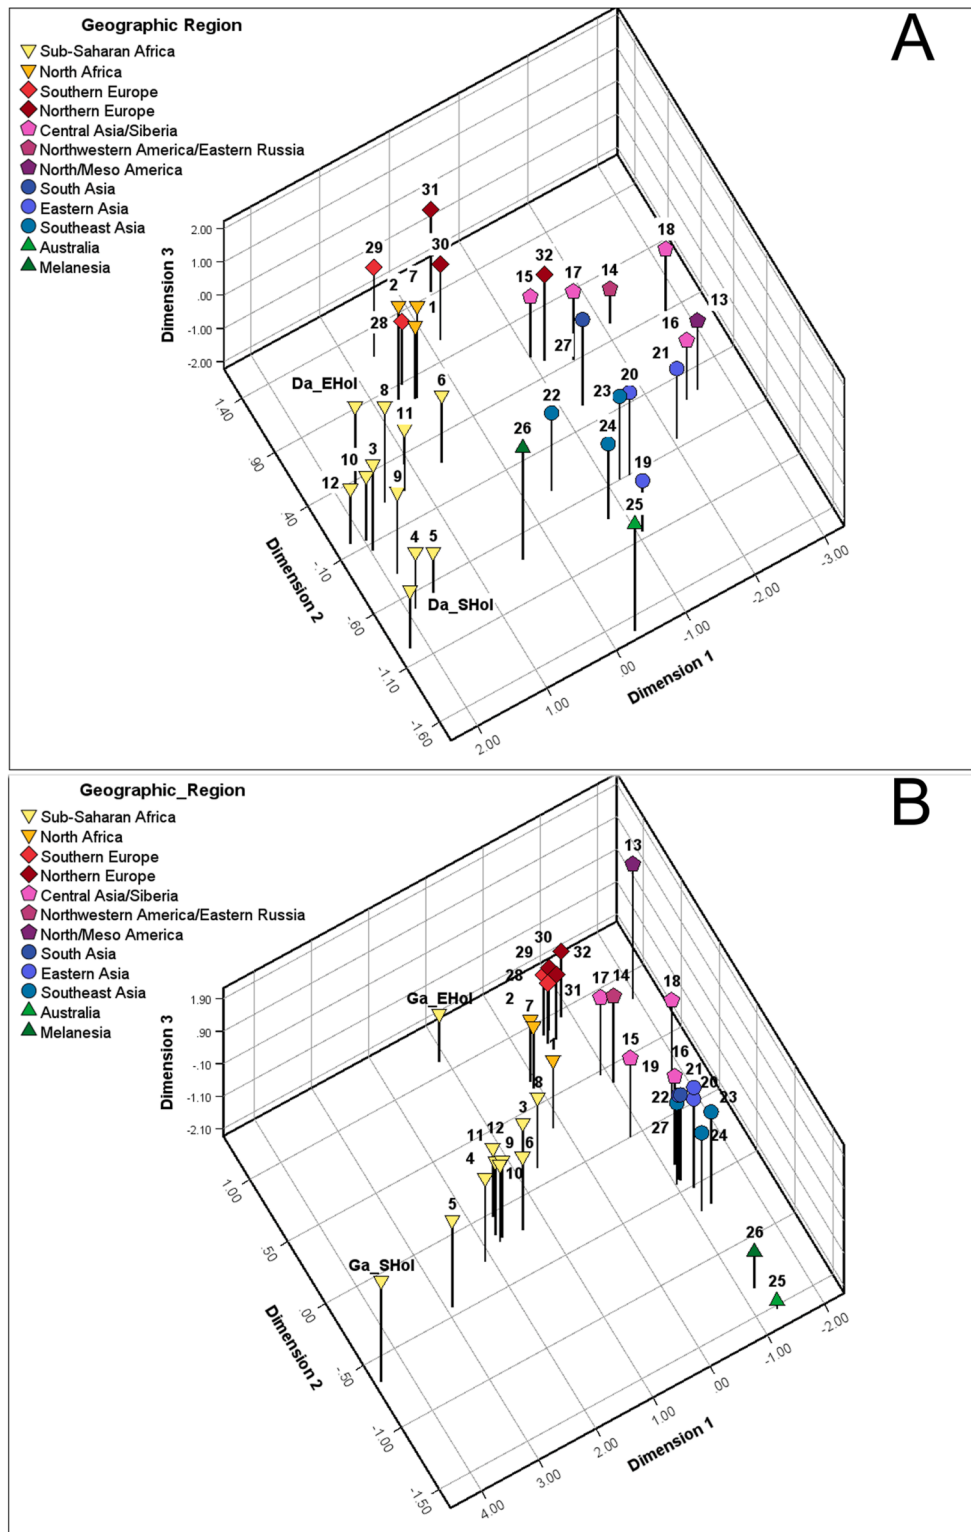 A
Geographic Region
Sub-Saharan Africa
North Africa
Southern Europe
Northern Europe
Central Asia/Siberia
Northwestern America/Eastern Russia
North/Meso America
South Asia
Eastern Asia
Southeast Asia
Australia
Melanesia
31
29
30
18
2
7
32
17
14
15
1
13
28
27
16
21
Da_EHol
8
6
20
22
23
11
26
24
10
3
12
9
19
25
4
5
Da_SHol
Dimension 3
2.00
1.00
.00
-1.00
-2.00
Dimension 2
1.40
.90
.40
-.10
-.60
-1.10
-1.60
Dimension 1
2.00
1.00
.00
-1.00
-2.00
-3.00
B
Geographic_Region
Sub-Saharan Africa
North Africa
Southern Europe
Northern Europe
Central Asia/Siberia
Northwestern America/Eastern Russia
North/Meso America
South Asia
Eastern Asia
Southeast Asia
Australia
Melanesia
13
30
29
32
28
17
14
18
31
Ga_EHol
2
7
1
15
16
19
21
20
8
22
23
3
27
24
12
11
9
6
4
10
5
26
Ga_SHol
25
Dimension 3
1.90
.90
-.10
-1.10
-2.10
Dimension 2
1.00
.50
.00
-.50
-1.00
-1.50
Dimension 1
4.00
3.00
2.00
1.00
.00
-1.00
-2.00